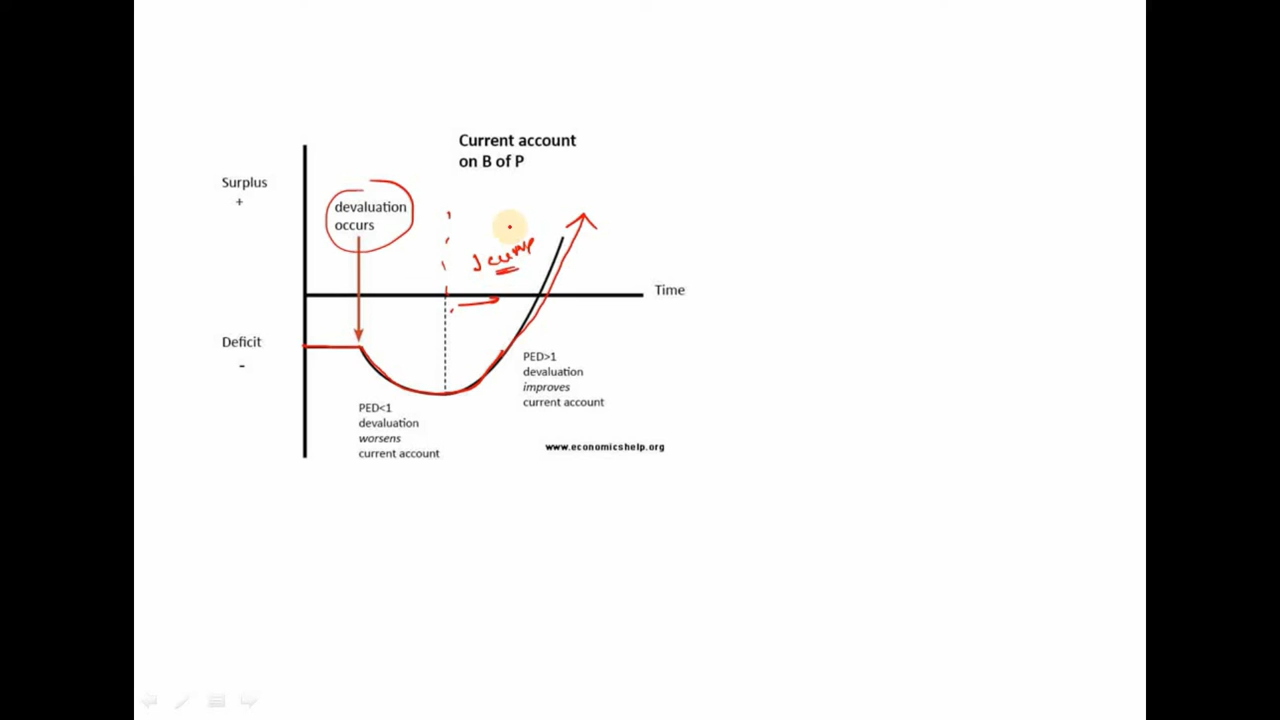 Current account
on B of P
Surplus
+
devaluation
occurs
J curve
Time
Deficit
-
PED>1
devaluation
improves
current account
PED<1
devaluation
worsens
current account
www.economicshelp.org